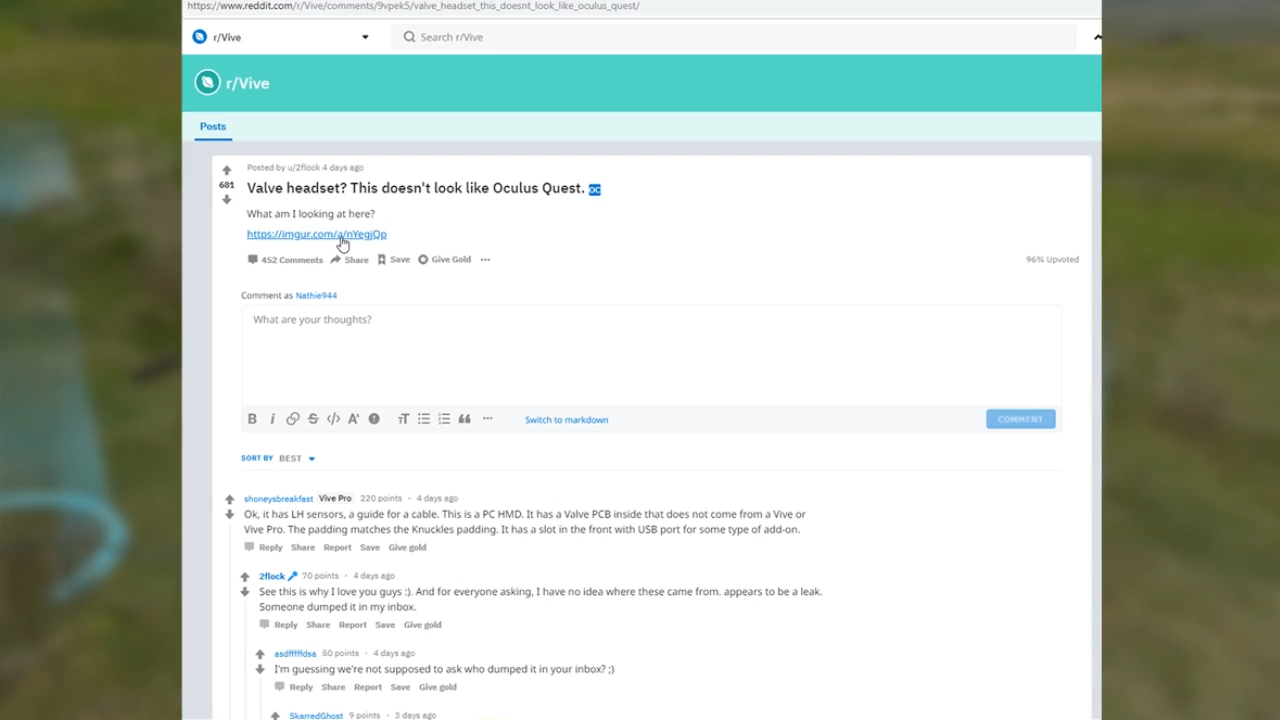 https://www.reddit.com/r/Vive/comments/9vpek5/valve_headset_this_doesnt_look_like_oculus_quest/
r/Vive
Search r/Vive
r/Vive
Posts
Posted by u/2flock 4 days ago
681
Valve headset? This doesn't look like Oculus Quest. OC
What am I looking at here?
https://imgur.com/a/nYegjQp
452 Comments Share Save Give Gold ••• 96% Upvoted
Comment as Nathie944
What are your thoughts?
B i Switch to markdown COMMENT
SORT BY BEST
shoneysbreakfast Vive Pro 220 points · 4 days ago
Ok, it has LH sensors, a guide for a cable. This is a PC HMD. It has a Valve PCB inside that does not come from a Vive or
Vive Pro. The padding matches the Knuckles padding. It has a slot in the front with USB port for some type of add-on.
Reply Share Report Save Give gold
2flock 70 points · 4 days ago
See this is why I love you guys :). And for everyone asking, I have no idea where these came from. appears to be a leak.
Someone dumped it in my inbox.
Reply Share Report Save Give gold
asdfffffdsa 50 points · 4 days ago
I'm guessing we're not supposed to ask who dumped it in your inbox? ;)
Reply Share Report Save Give gold
SkarredGhost 9 points · 3 days ago